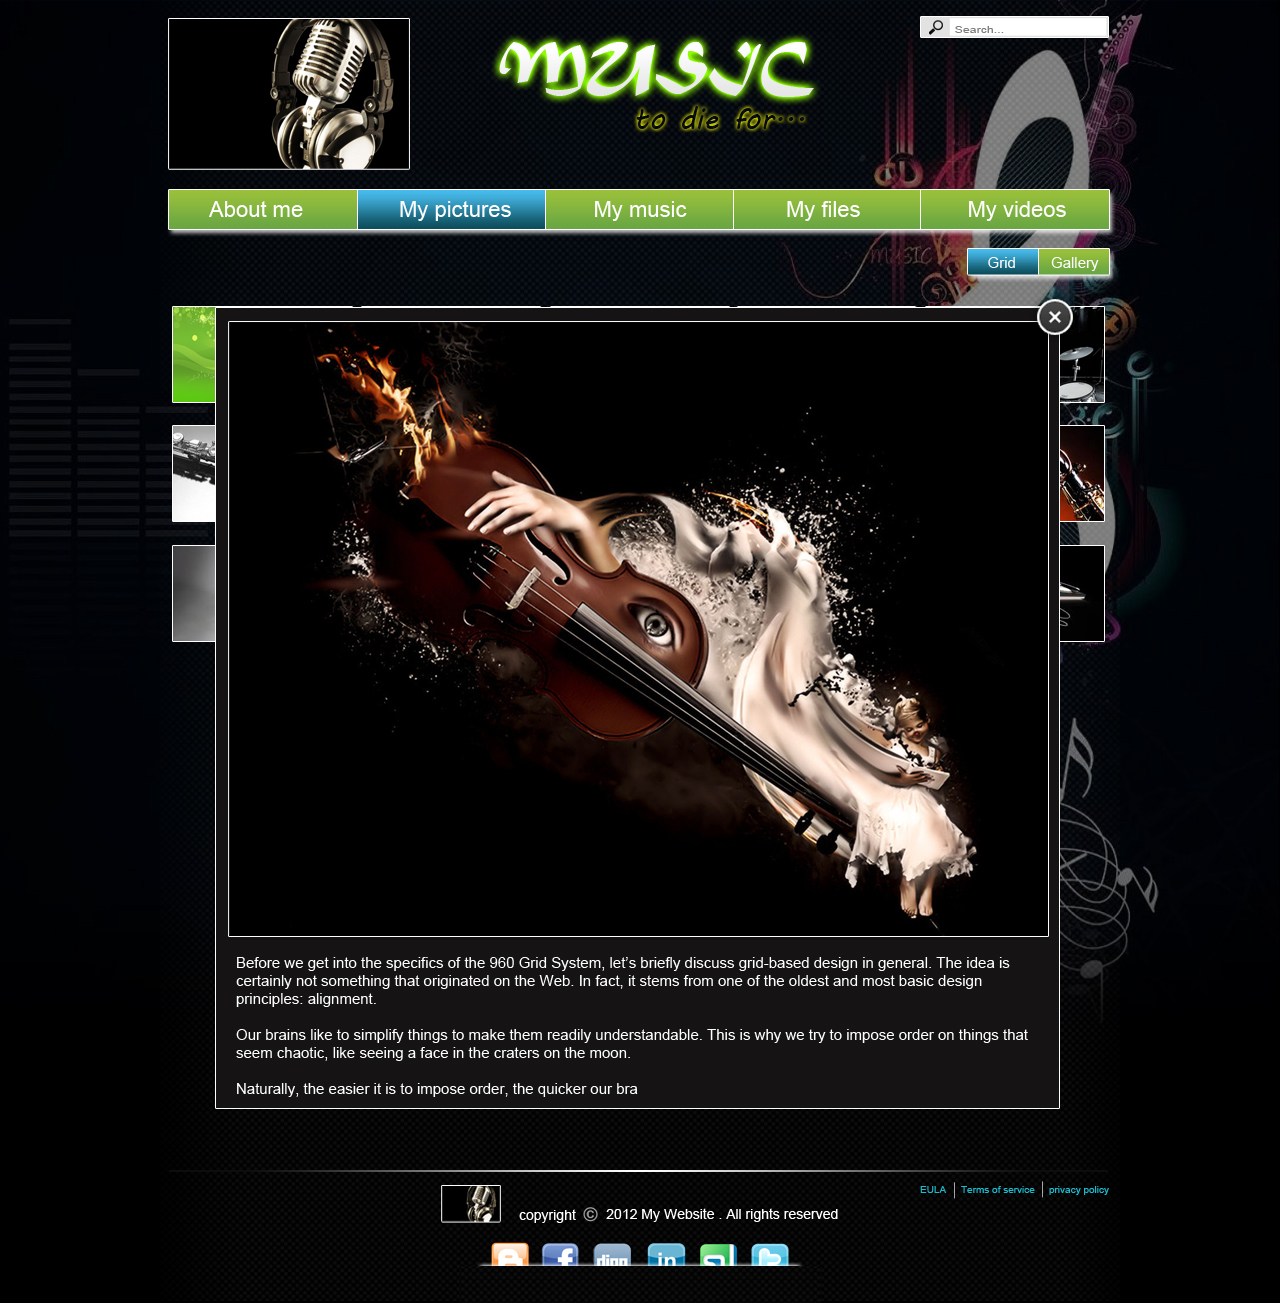 MUSIC
to die for...
Search...
About me
My pictures
My music
My files
My videos
MUSIC
Grid
Gallery
Before we get into the specifics of the 960 Grid System, let’s briefly discuss grid-based design in general. The idea is
certainly not something that originated on the Web. In fact, it stems from one of the oldest and most basic design
principles: alignment.
Our brains like to simplify things to make them readily understandable. This is why we try to impose order on things that
seem chaotic, like seeing a face in the craters on the moon.
Naturally, the easier it is to impose order, the quicker our bra
EULA
Terms of service
privacy policy
copyright © 2012 My Website . All rights reserved
digg
in